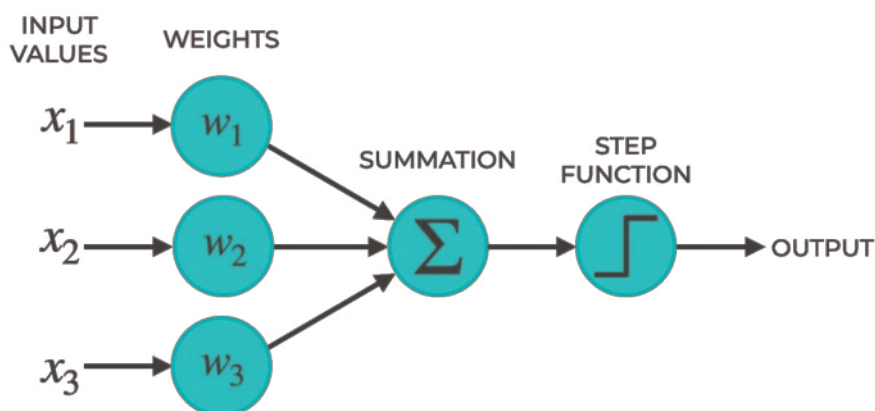 INPUT
VALUES
WEIGHTS
x₁
w₁
SUMMATION
STEP
FUNCTION
x₂
w₂
Σ
OUTPUT
x₃
w₃